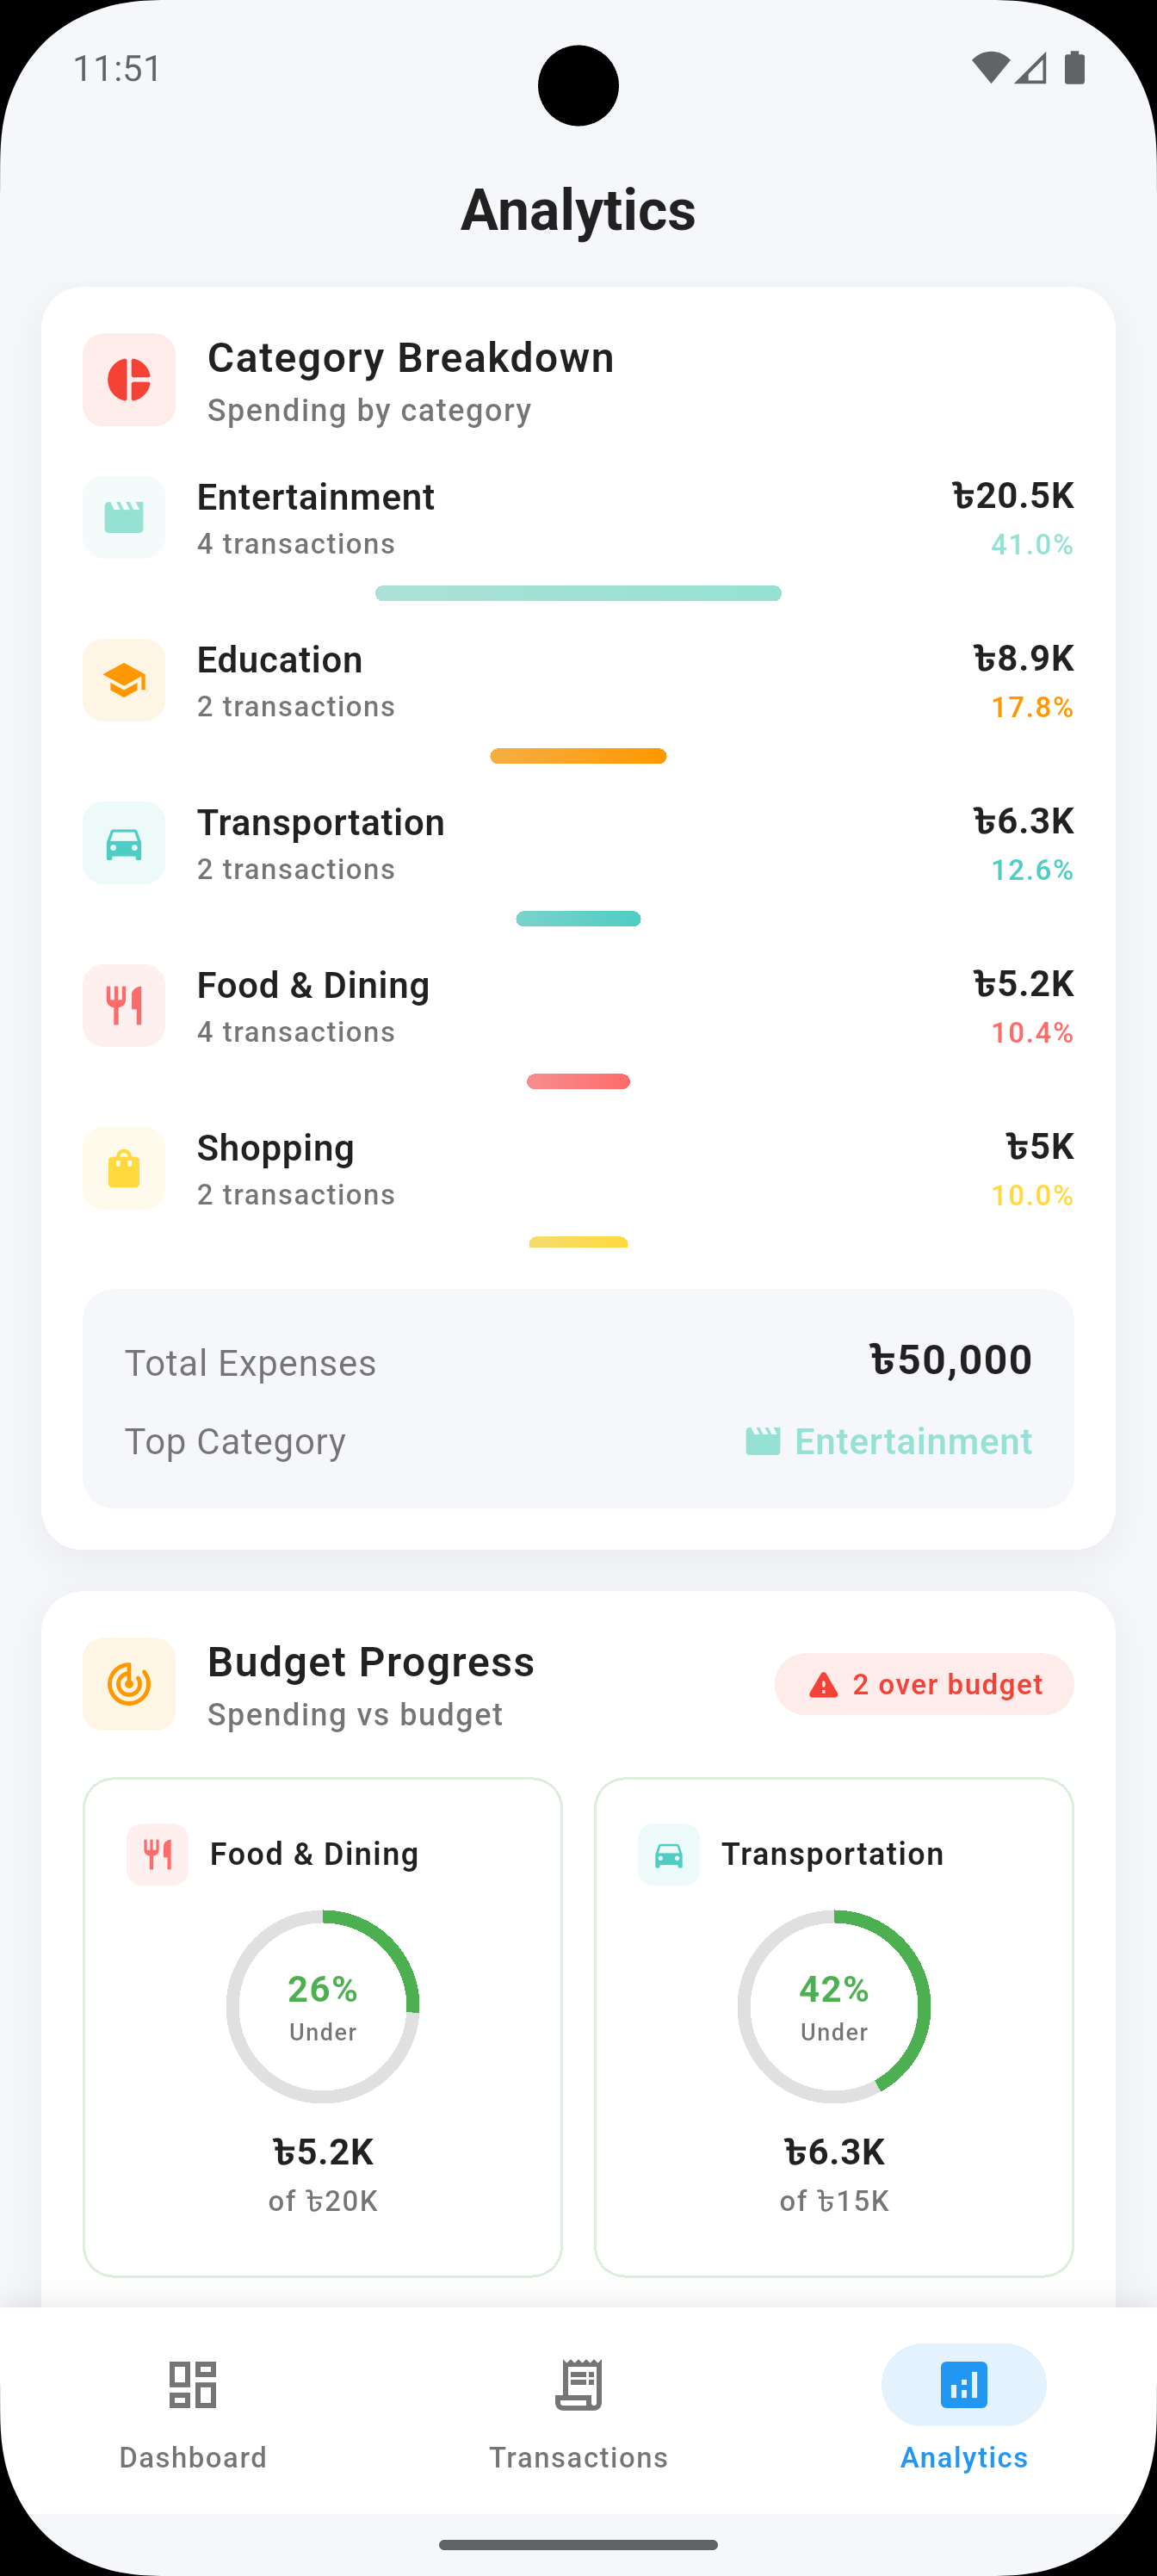 11:51
Analytics
Category Breakdown
Spending by category
Entertainment ৳20.5K
4 transactions 41.0%
Education ৳8.9K
2 transactions 17.8%
Transportation ৳6.3K
2 transactions 12.6%
Food & Dining ৳5.2K
4 transactions 10.4%
Shopping ৳5K
2 transactions 10.0%
Total Expenses ৳50,000
Top Category Entertainment
Budget Progress
Spending vs budget
2 over budget
Food & Dining
26%
Under
৳5.2K
of ৳20K
Transportation
42%
Under
৳6.3K
of ৳15K
Dashboard Transactions Analytics